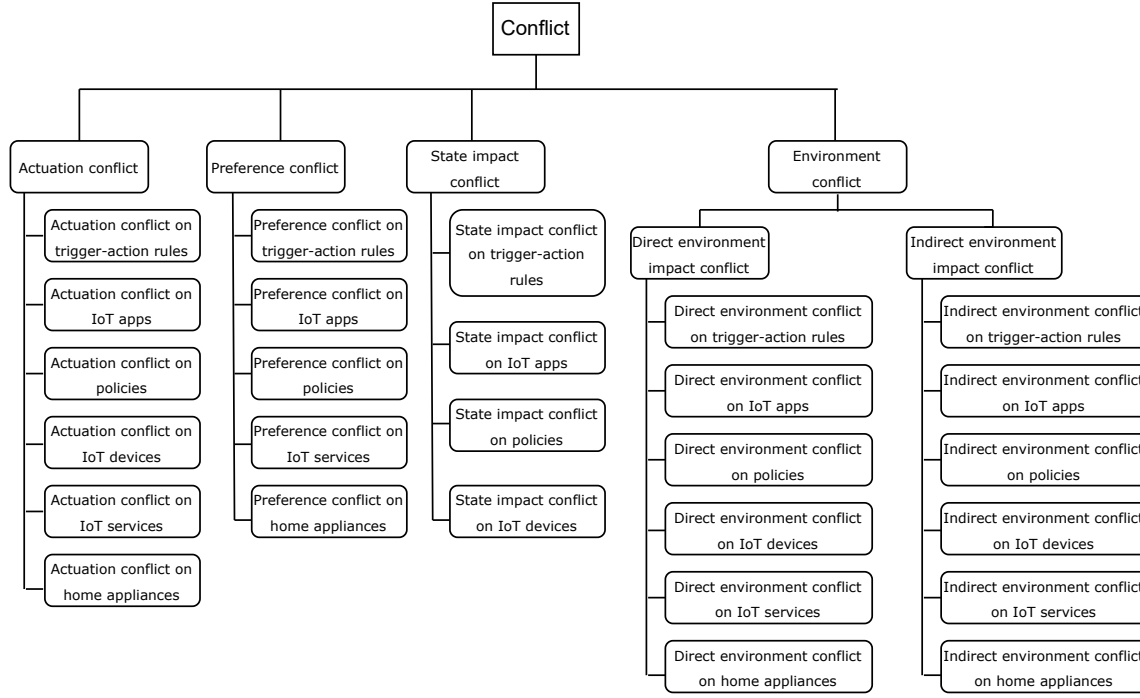 Conflict
Actuation conflict
Actuation conflict on
trigger-action rules
Actuation conflict on
IoT apps
Actuation conflict on
policies
Actuation conflict on
IoT devices
Actuation conflict on
IoT services
Actuation conflict on
home appliances
Preference conflict
Preference conflict on
trigger-action rules
Preference conflict on
IoT apps
Preference conflict on
policies
Preference conflict on
IoT services
Preference conflict on
home appliances
State impact
conflict
State impact conflict
on trigger-action
rules
State impact conflict
on IoT apps
State impact conflict
on policies
State impact conflict
on IoT devices
Environment
conflict
Direct environment
impact conflict
Direct environment conflict
on trigger-action rules
Direct environment conflict
on IoT apps
Direct environment conflict
on policies
Direct environment conflict
on IoT devices
Direct environment conflict
on IoT services
Direct environment conflict
on home appliances
Indirect environment
impact conflict
Indirect environment conflict
on trigger-action rules
Indirect environment conflict
on IoT apps
Indirect environment conflict
on policies
Indirect environment conflict
on IoT devices
Indirect environment conflict
on IoT services
Indirect environment conflict
on home appliances